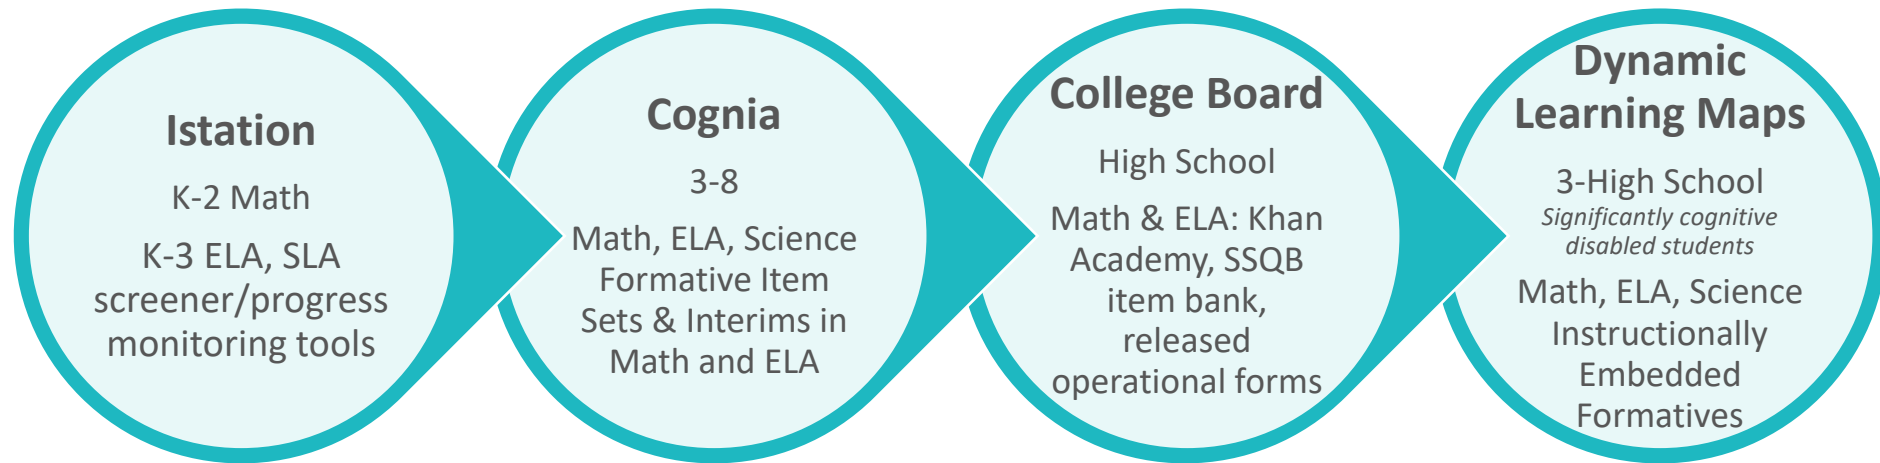 Istation
K-2 Math
K-3 ELA, SLA
screener/progress
monitoring tools
Cognia
3-8
Math, ELA, Science
Formative Item
Sets & Interims in
Math and ELA
College Board
High School
Math & ELA: Khan
Academy, SSQB
item bank,
released
operational forms
Dynamic
Learning Maps
3-High School
Significantly cognitive
disabled students
Math, ELA, Science
Instructionally
Embedded
Formatives